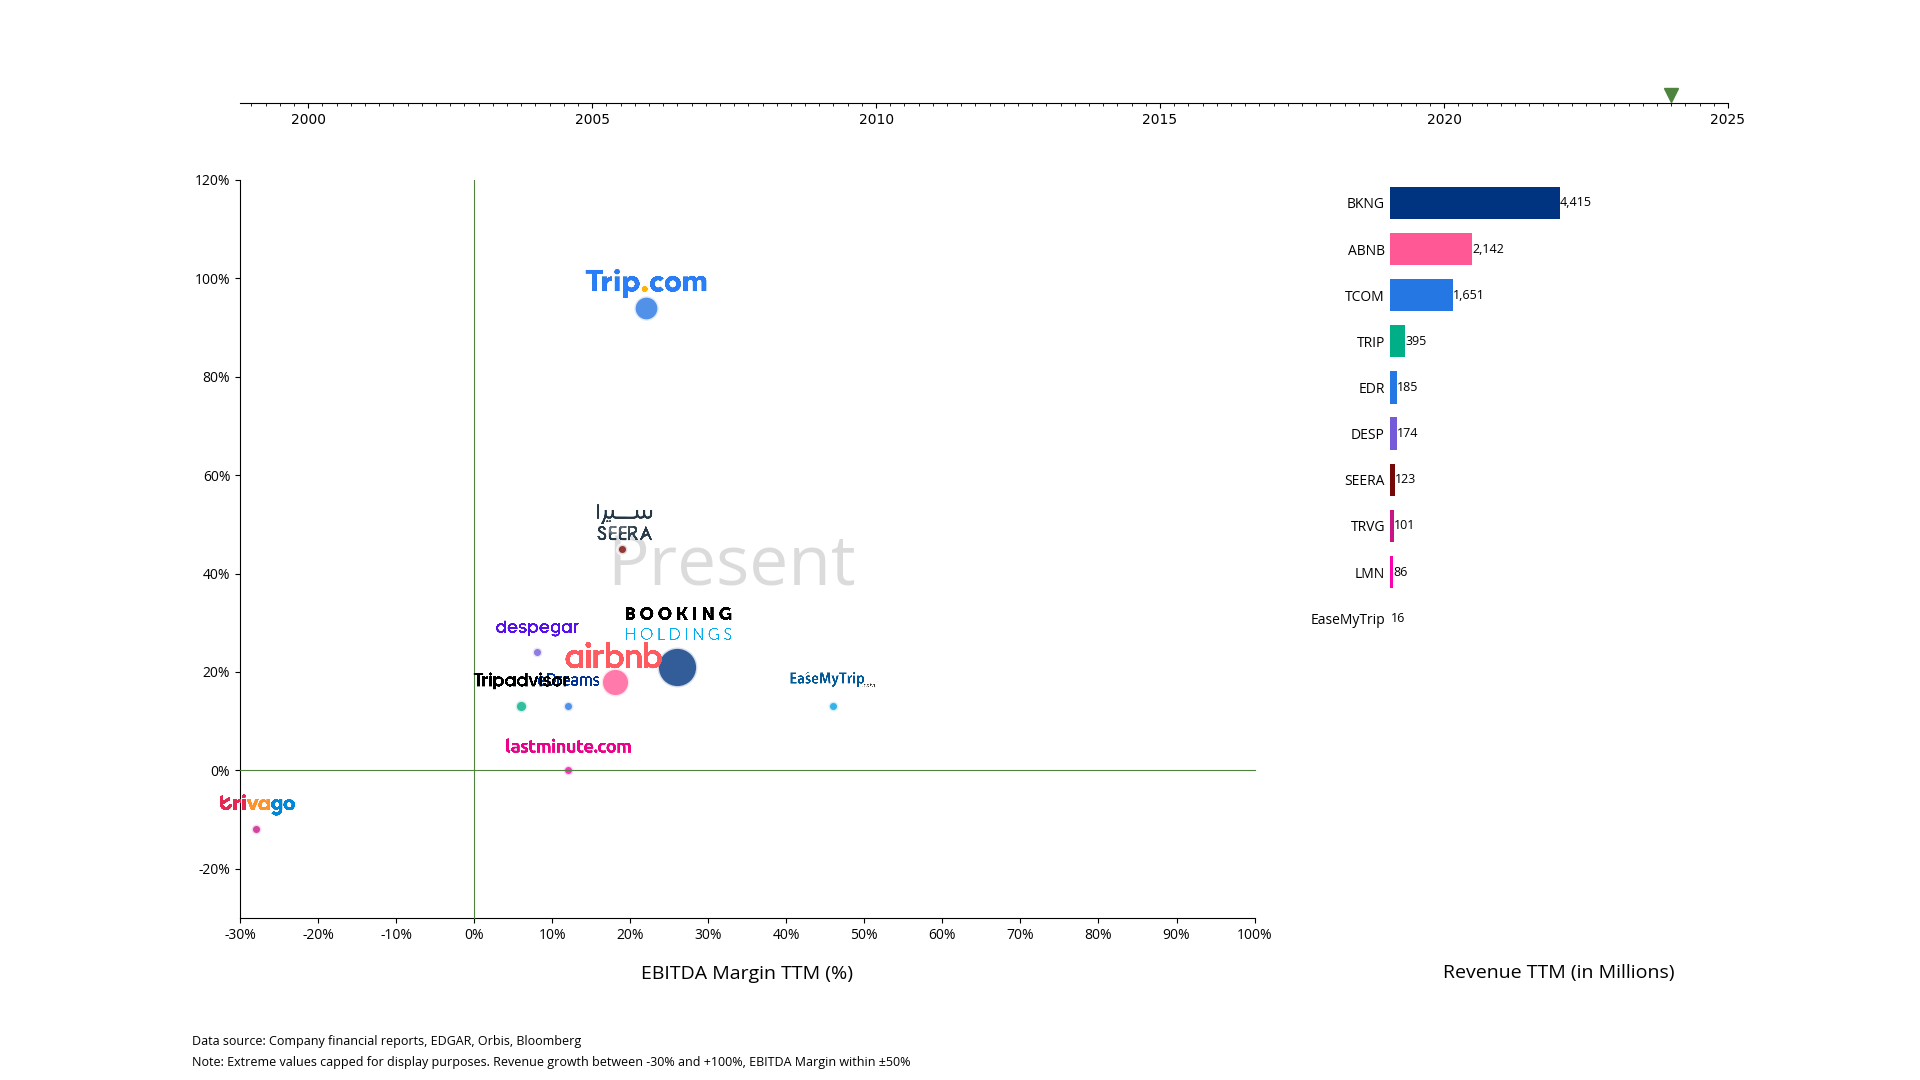 2000 2005 2010 2015 2020 2025
120%
100%
80%
60%
40%
20%
0%
-20%
Trip.com
سيرا
SEERA
Present
BOOKING
HOLDINGS
despegar
airbnb
Tripadvisor
eDreams
EaseMyTrip
lastminute.com
trivago
-30% -20% -10% 0% 10% 20% 30% 40% 50% 60% 70% 80% 90% 100%
EBITDA Margin TTM (%)
BKNG 4,415
ABNB 2,142
TCOM 1,651
TRIP 395
EDR 185
DESP 174
SEERA 123
TRVG 101
LMN 86
EaseMyTrip 16
Revenue TTM (in Millions)
Data source: Company financial reports, EDGAR, Orbis, Bloomberg
Note: Extreme values capped for display purposes. Revenue growth between -30% and +100%, EBITDA Margin within ±50%